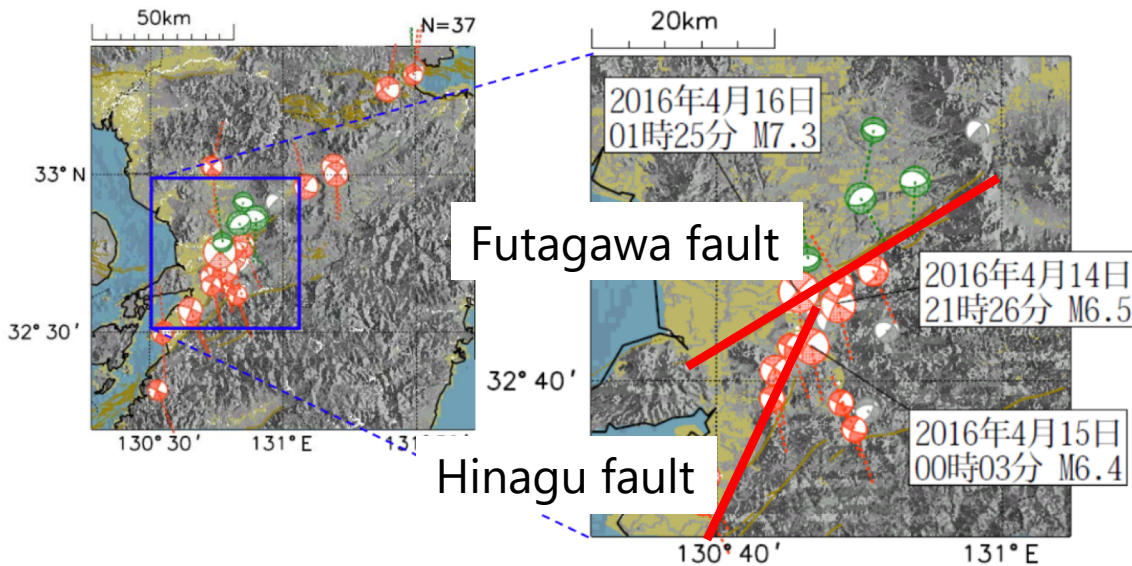 50km
N=37
20km
2016年4月16日
01時25分 M7.3
33° N
Futagawa fault
2016年4月14日
21時26分 M6.5
32° 30'
32° 40'
2016年4月15日
00時03分 M6.4
Hinagu fault
130° 30'
131° E
130° 40'
131° E